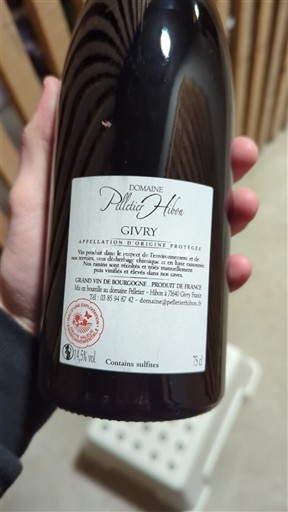 DOMAINE
Pelletier Hibon
GIVRY
APPELLATION D'ORIGINE PROTÉGÉE
Vin produit dans le respect de l'environnement et de
nos terroirs, sans désherbage chimique et en lutte raisonnée.
Nos raisins sont récoltés et triés manuellement
puis vinifiés et élevés dans nos caves.
GRAND VIN DE BOURGOGNE - PRODUIT DE FRANCE
Mis en bouteille au domaine Pelletier - Hibon à 71640 Givry France
Tél : 03 85 94 87 42 - domaine@pelletierhibon.fr
14,5% vol.
Contains sulfites
75 cl